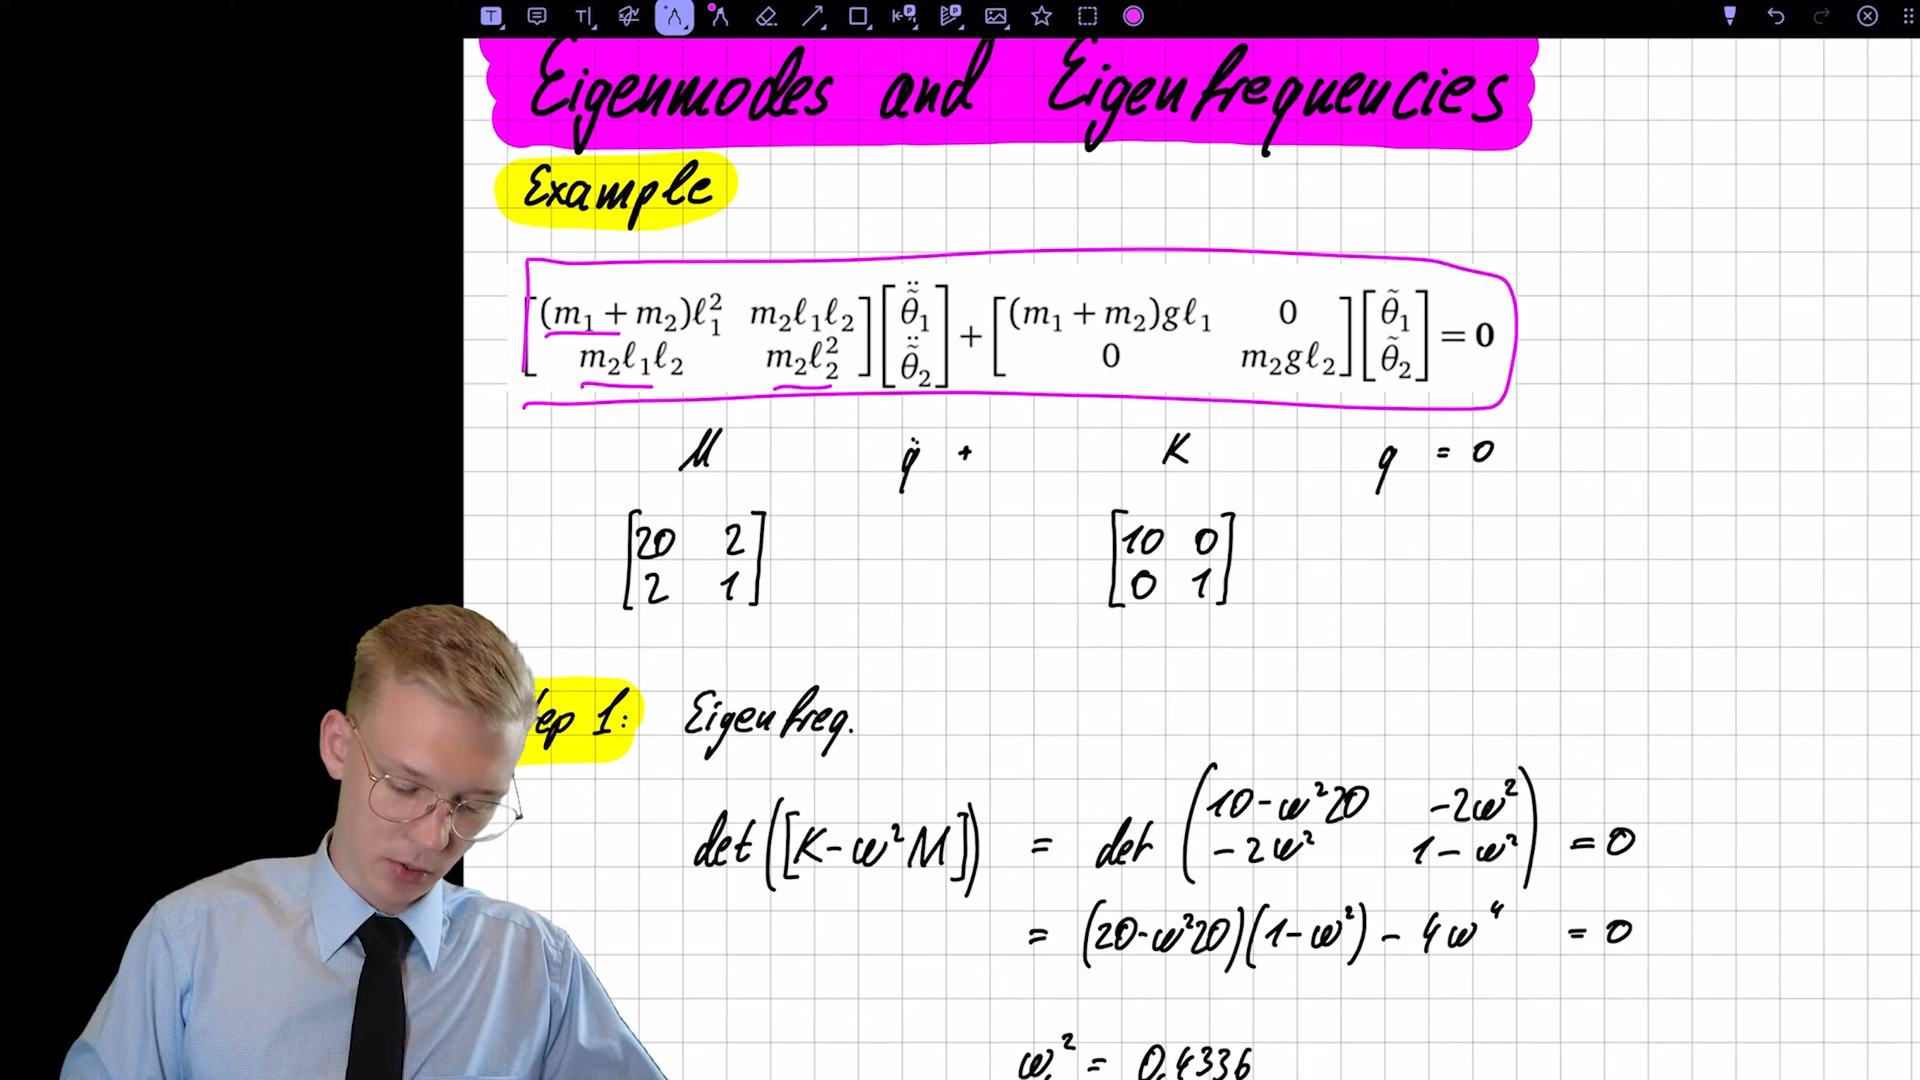 Eigenmodes and Eigenfrequencies
Example
[(m₁ + m₂)ℓ₁² m₂ℓ₁ℓ₂] [θ̃̈₁] + [(m₁ + m₂)gℓ₁ 0] [θ̃₁] = 0
[m₂ℓ₁ℓ₂ m₂ℓ₂²] [θ̃̈₂] [0 m₂gℓ₂] [θ̃₂]
M q̈ + K q = 0
[20 2] [10 0]
[2 1] [0 1]
ep 1: Eigenfreq.
det([K-ω²M]) = det (10-ω²20 -2ω²
-2ω² 1-ω²) = 0
= (20-ω²20)(1-ω²) - 4ω⁴ = 0
ω₁² = 0,4336